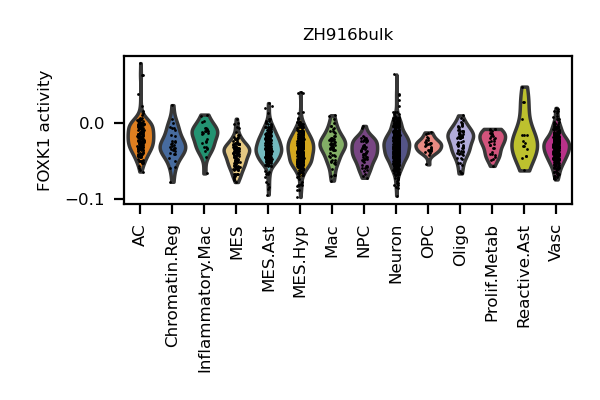 ZH916bulk
FOXK1 activity
0.0
−0.1
AC
Chromatin.Reg
Inflammatory.Mac
MES
MES.Ast
MES.Hyp
Mac
NPC
Neuron
OPC
Oligo
Prolif.Metab
Reactive.Ast
Vasc